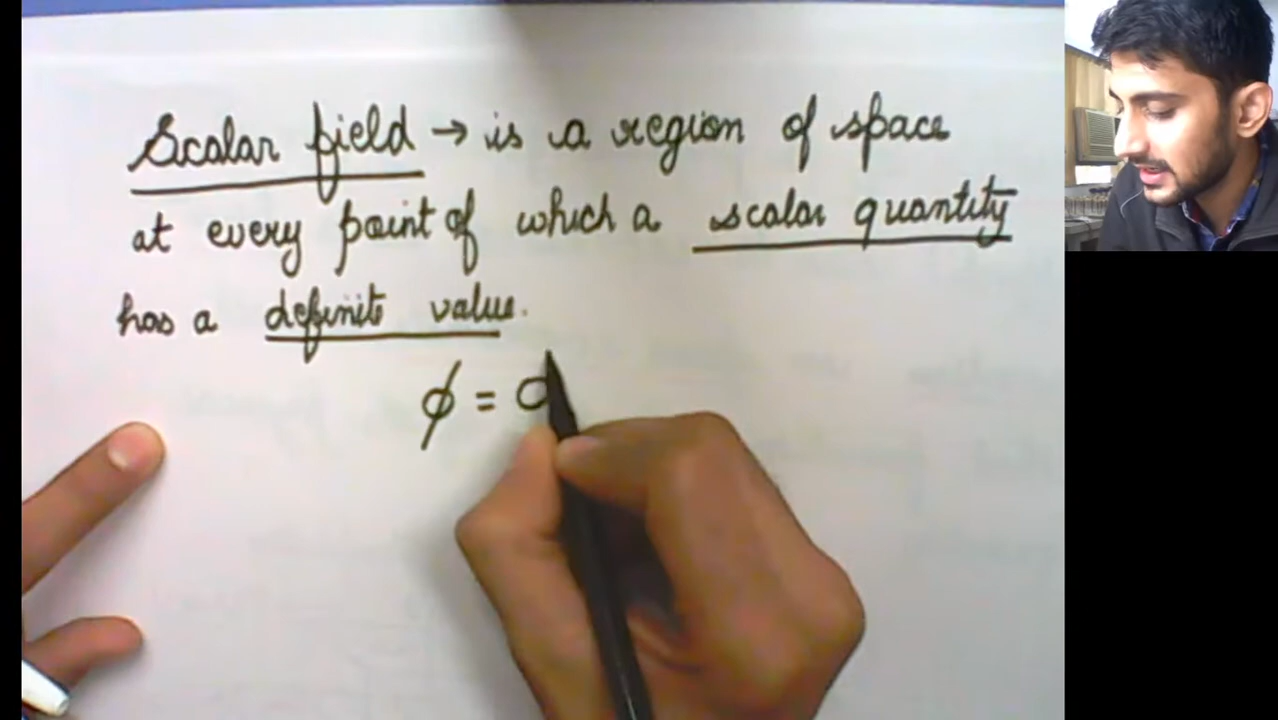 Scalar field → is a region of space
at every point of which a scalar quantity
has a definite value.
ϕ =